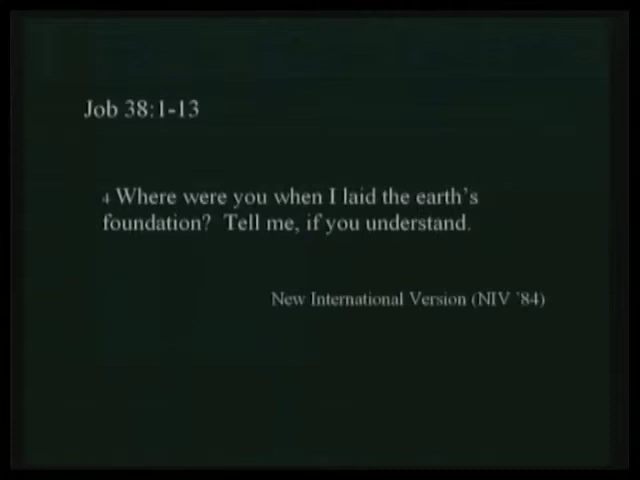 Job 38:1-13
4 Where were you when I laid the earth's
foundation?  Tell me, if you understand.
New International Version (NIV '84)